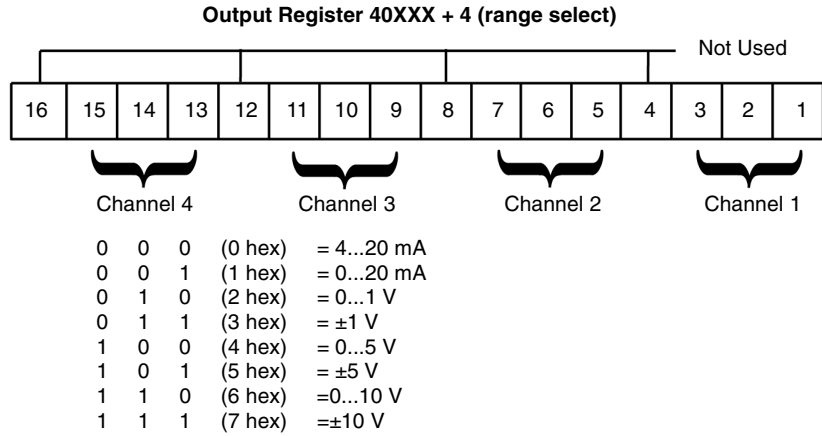 Output Register 40XXX + 4 (range select)
Not Used
16 15 14 13 12 11 10 9 8 7 6 5 4 3 2 1
Channel 4 Channel 3 Channel 2 Channel 1
0 0 0 (0 hex) = 4...20 mA
0 0 1 (1 hex) = 0...20 mA
0 1 0 (2 hex) = 0...1 V
0 1 1 (3 hex) = ±1 V
1 0 0 (4 hex) = 0...5 V
1 0 1 (5 hex) = ±5 V
1 1 0 (6 hex) =0...10 V
1 1 1 (7 hex) =±10 V